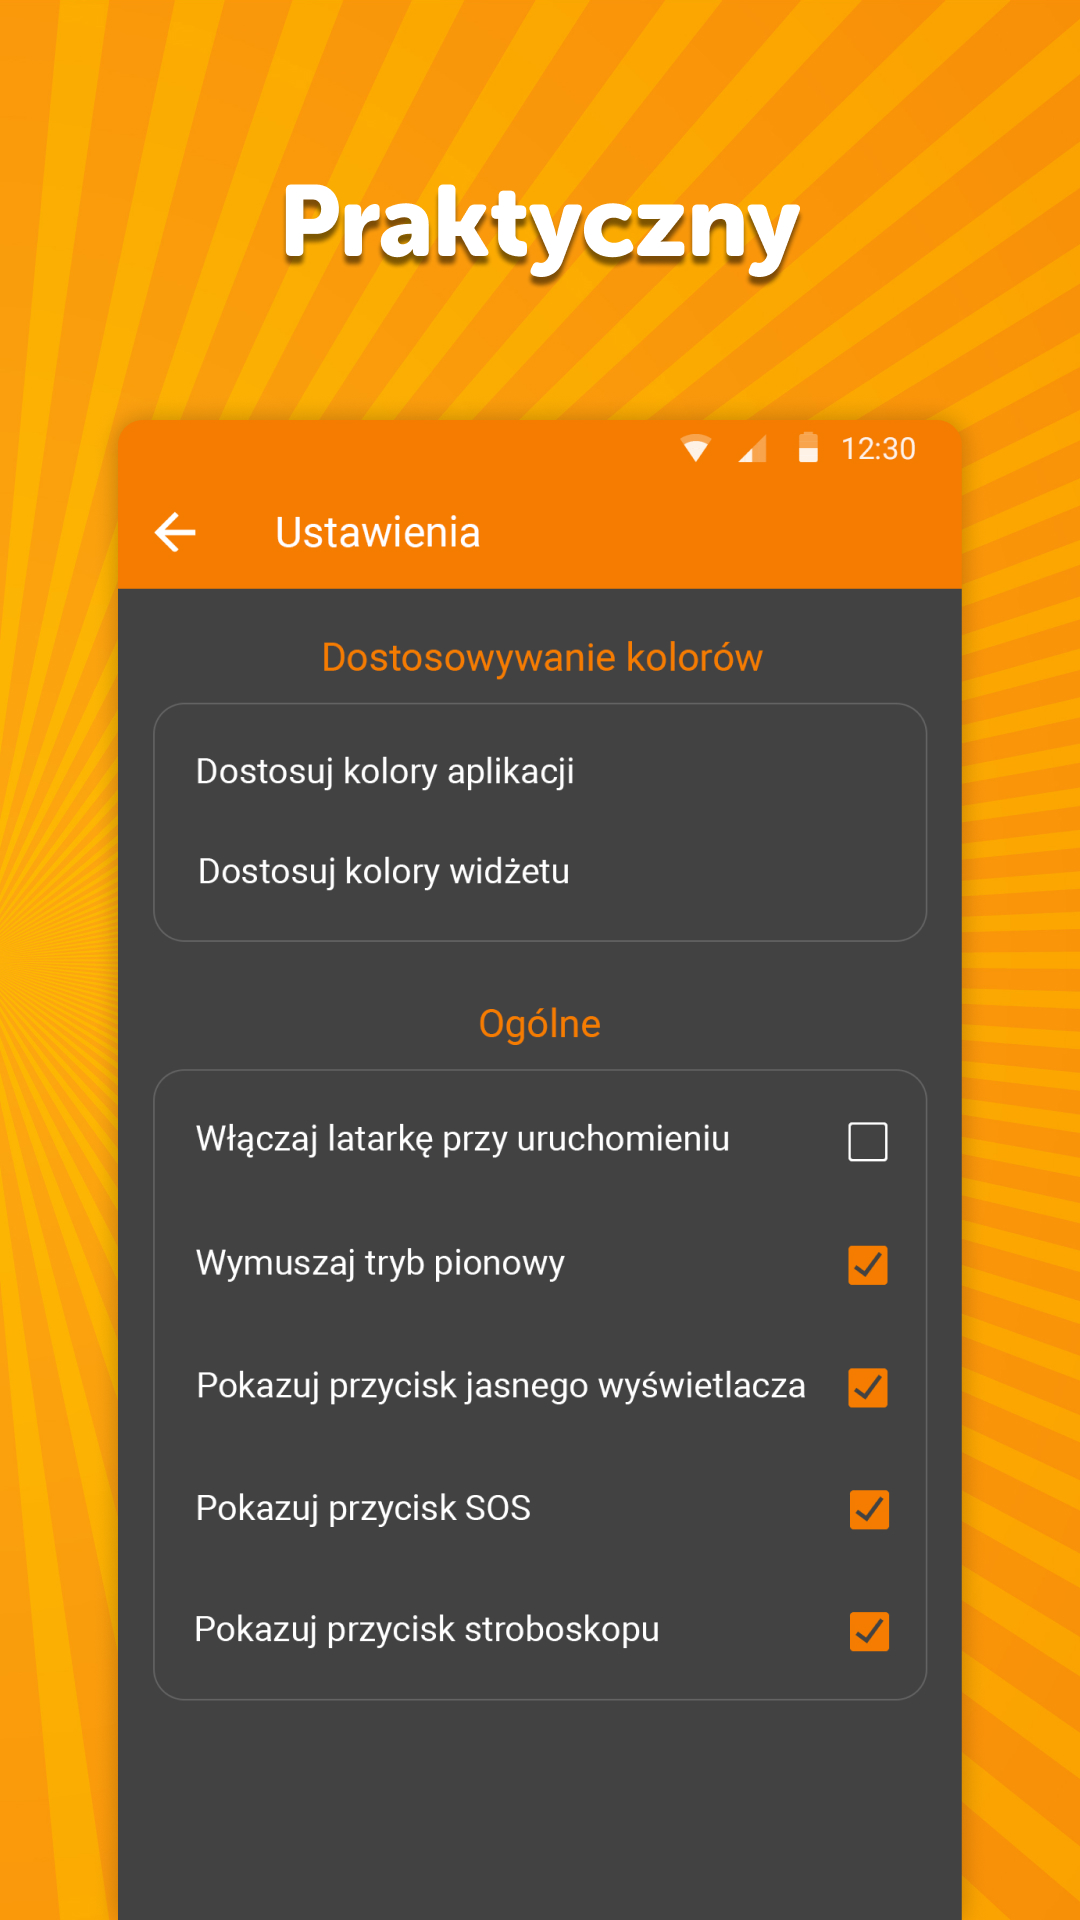 Praktyczny
12:30
Ustawienia
Dostosowywanie kolorów
Dostosuj kolory aplikacji
Dostosuj kolory widżetu
Ogólne
Włączaj latarkę przy uruchomieniu
Wymuszaj tryb pionowy
Pokazuj przycisk jasnego wyświetlacza
Pokazuj przycisk SOS
Pokazuj przycisk stroboskopu